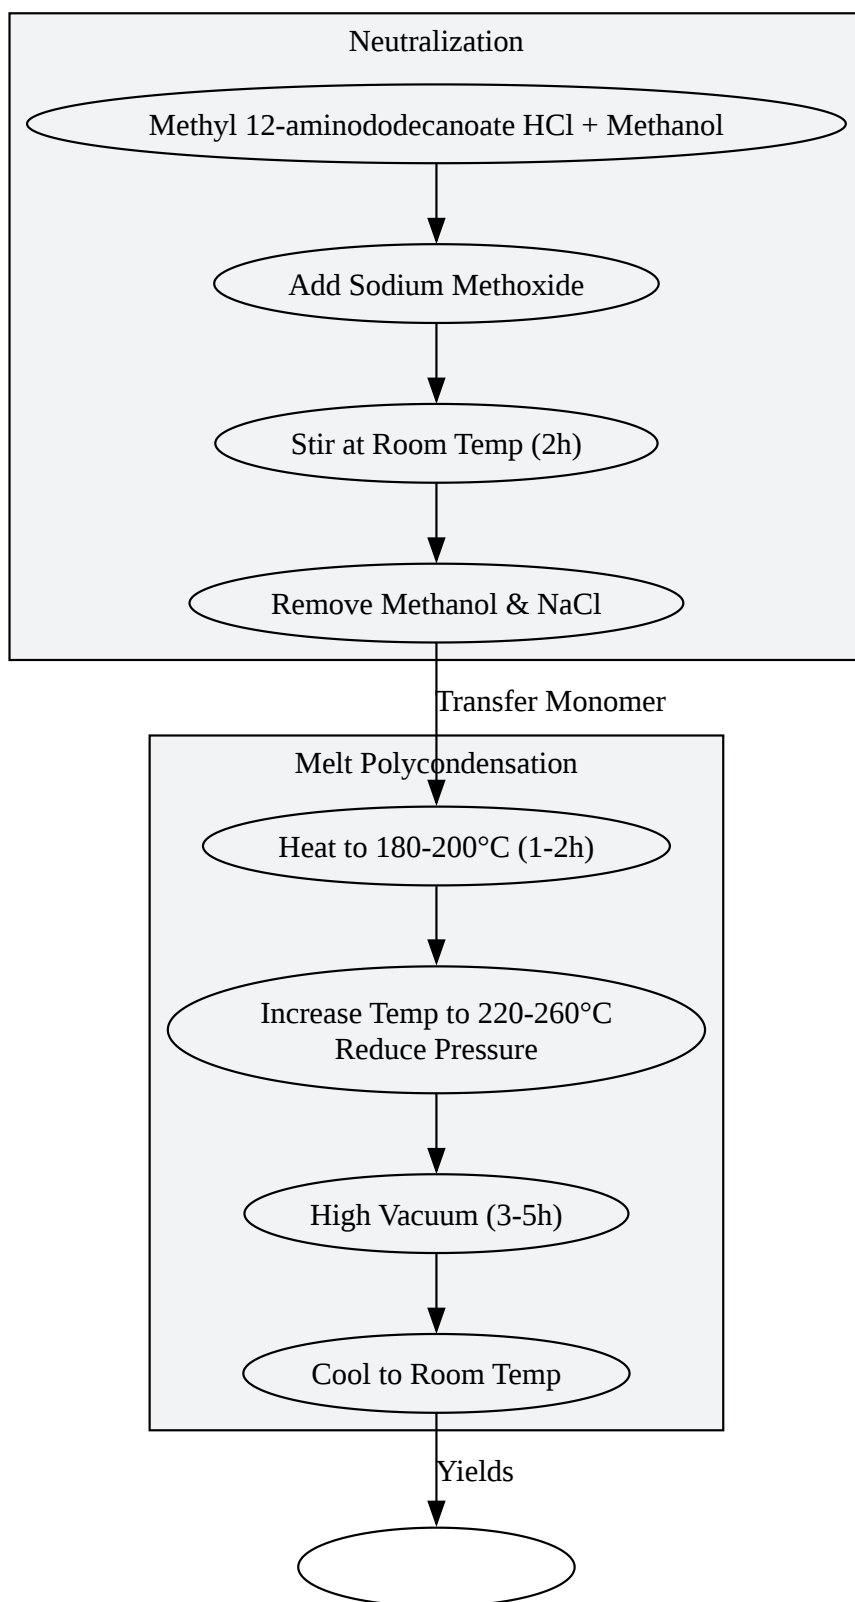 Neutralization
Methyl 12-aminododecanoate HCl + Methanol
Add Sodium Methoxide
Stir at Room Temp (2h)
Remove Methanol & NaCl
Transfer Monomer
Melt Polycondensation
Heat to 180-200°C (1-2h)
Increase Temp to 220-260°C
Reduce Pressure
High Vacuum (3-5h)
Cool to Room Temp
Yields